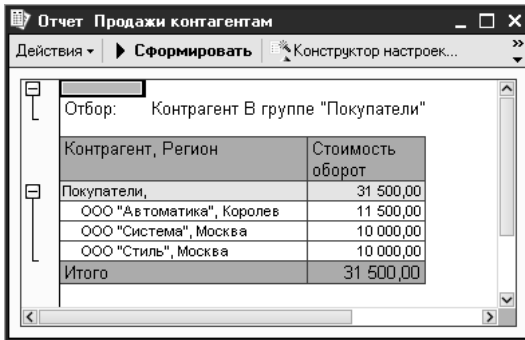 Отчет Продажи контагентам
Действия Сформировать Конструктор настроек... »
Отбор: Контрагент В группе "Покупатели"
Контрагент, Регион Стоимость оборот
Покупатели, 31 500,00
ООО "Автоматика", Королев 11 500,00
ООО "Система", Москва 10 000,00
ООО "Стиль", Москва 10 000,00
Итого 31 500,00